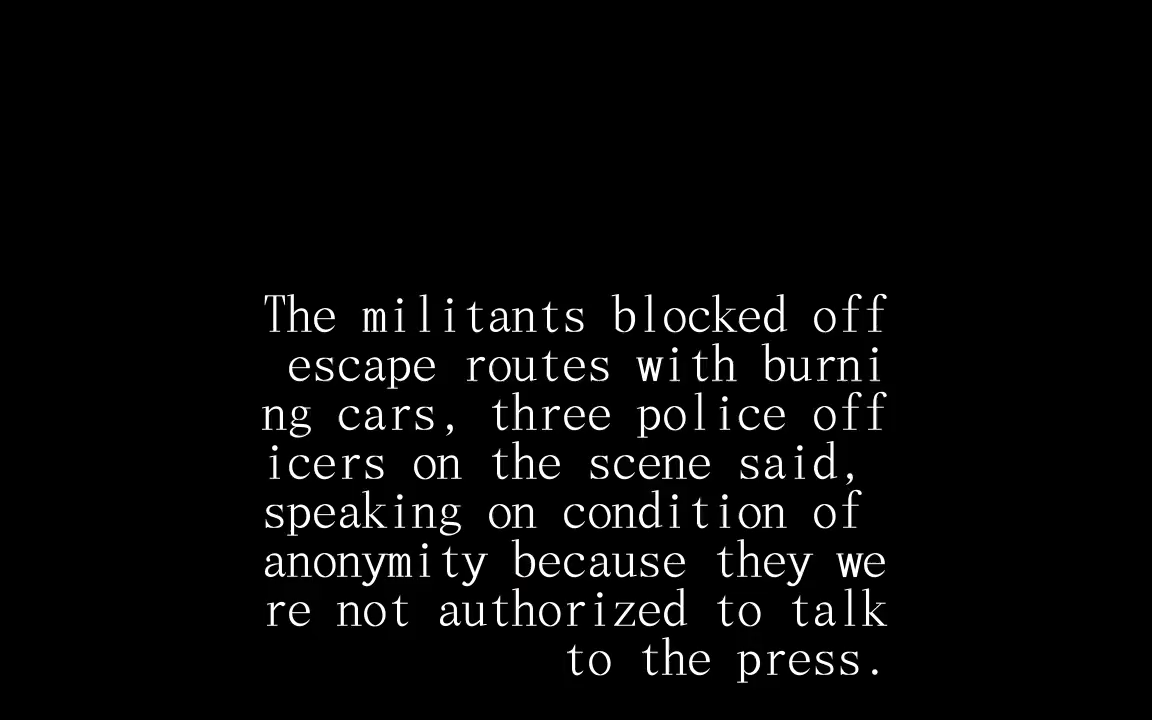 The militants blocked off
escape routes with burni
ng cars, three police off
icers on the scene said,
speaking on condition of
anonymity because they we
re not authorized to talk
to the press.